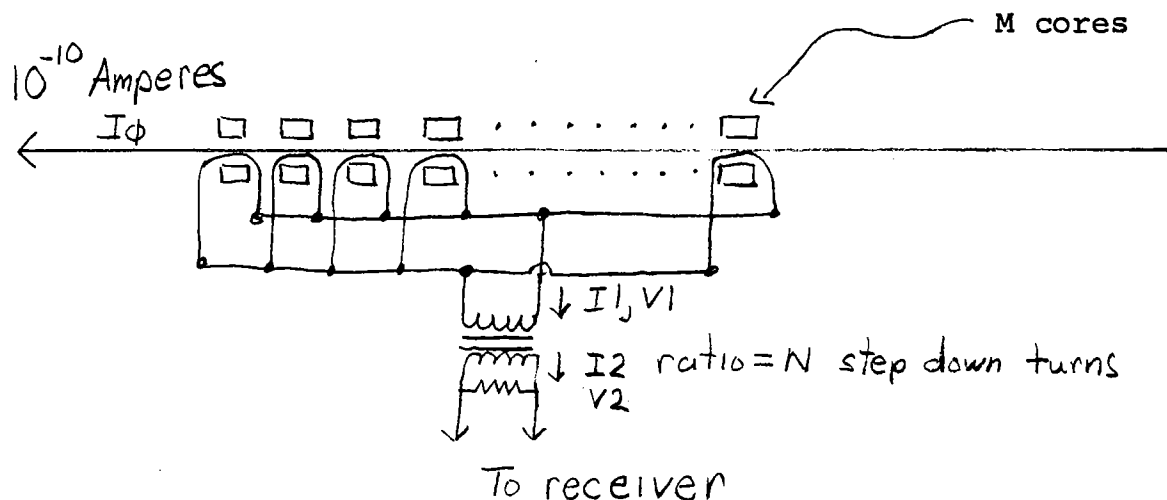 M cores
10⁻¹⁰ Amperes
Iϕ
I1, V1
I2 ratio = N step down turns
V2
To receiver